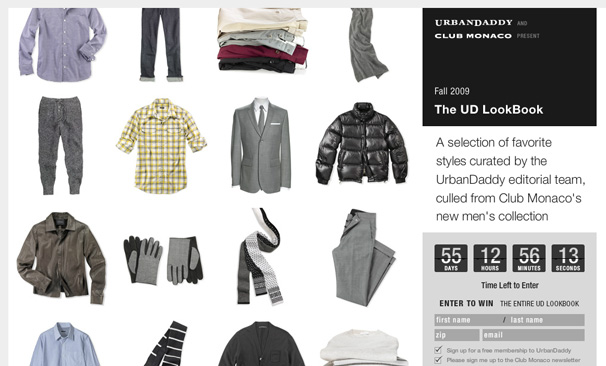 URBANDADDY AND
CLUB MONACO PRESENT
Fall 2009
The UD LookBook
A selection of favorite
styles curated by the
UrbanDaddy editorial team,
culled from Club Monaco's
new men's collection
55 12 56 13
DAYS HOURS MINUTES SECONDS
Time Left to Enter
ENTER TO WIN THE ENTIRE UD LOOKBOOK
first name / last name
zip email
Sign up for a free membership to UrbanDaddy
Please sign me up to the Club Monaco newsletter